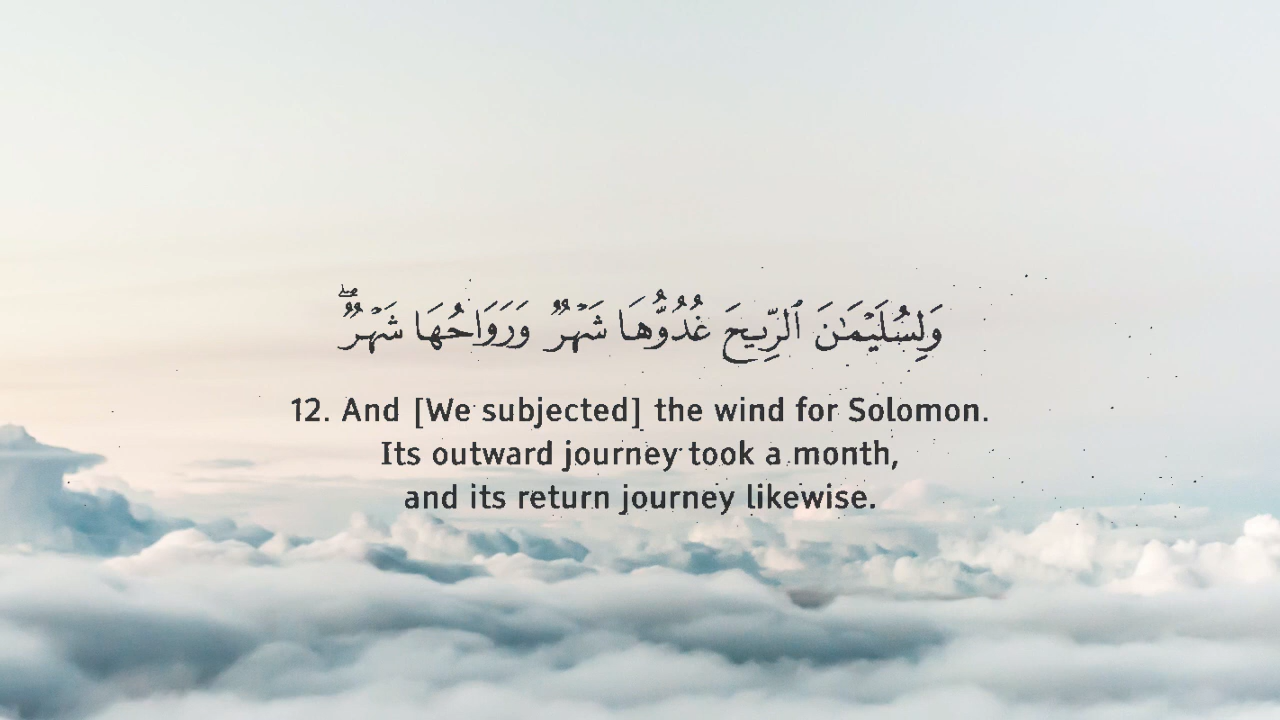 وَلِسُلَيْمَـٰنَ ٱلرِّيحَ غُدُوُّهَا شَهْرٌ وَرَوَاحُهَا شَهْرٌ ۖ
12. And [We subjected] the wind for Solomon.
Its outward journey took a month,
and its return journey likewise.